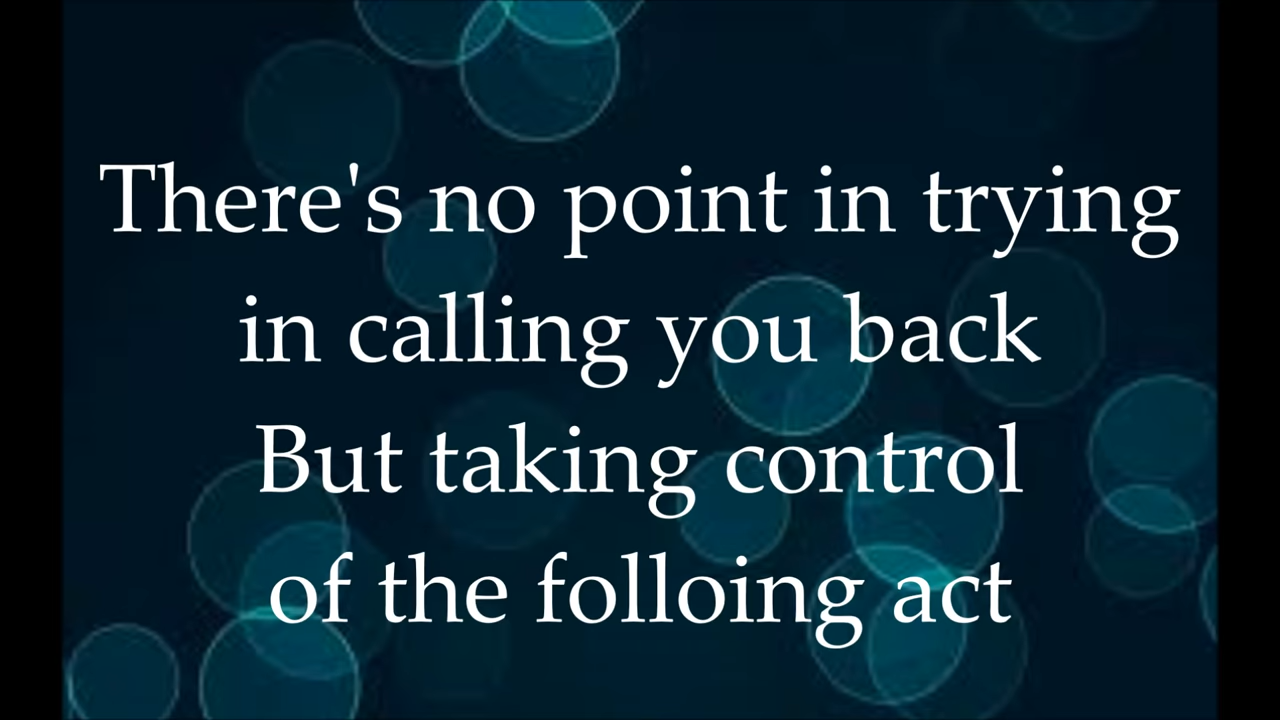 There's no point in trying
in calling you back
But taking control
of the folloing act